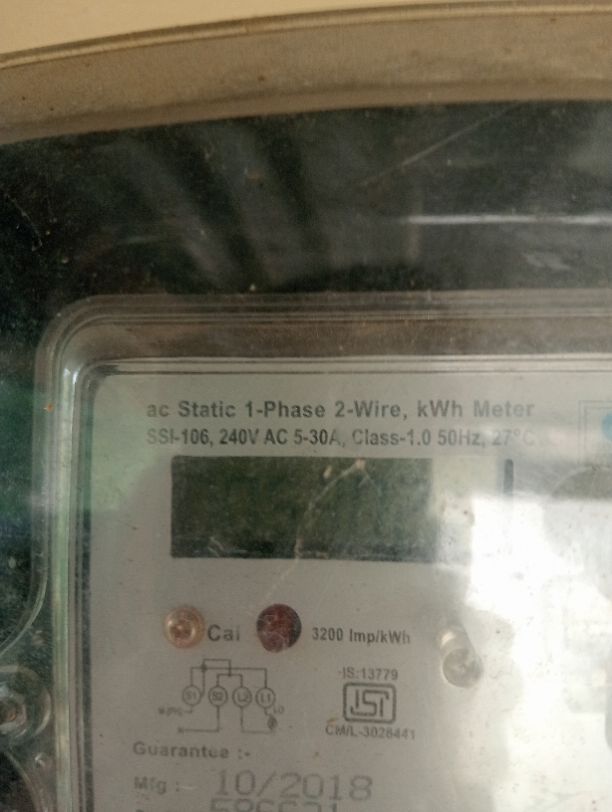 ac Static 1-Phase 2-Wire, kWh Meter
SSI-106, 240V AC 5-30A, Class-1.0 50Hz, 27°C
Cal 3200 Imp/kWh
S1 S2 L2 L1
IS:13779
ISI
CM/L-3028441
Guarantee :-
Mfg : 10/2018